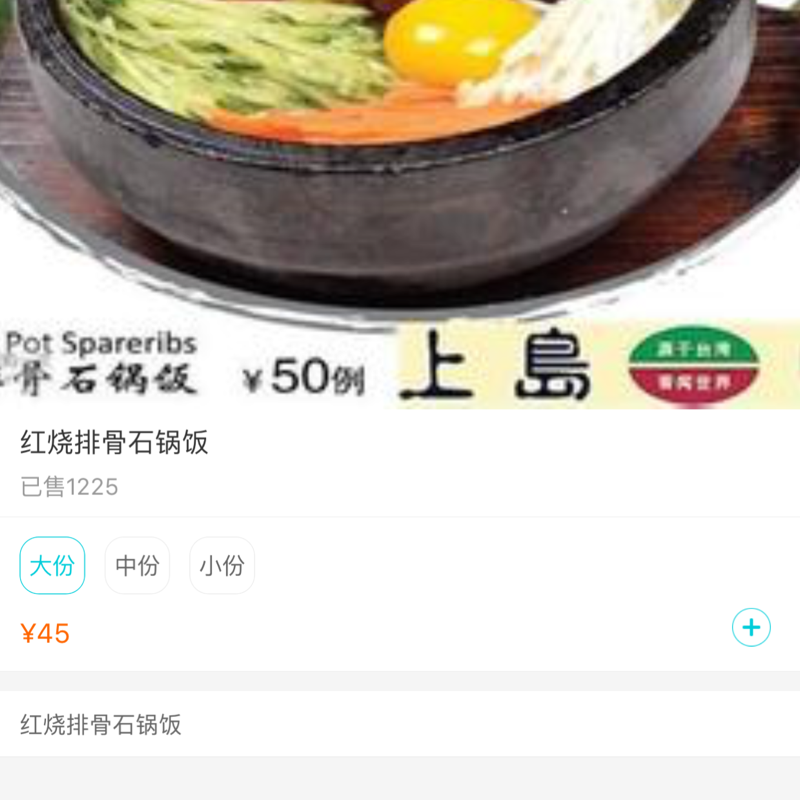 Pot Spareribs
骨石锅饭
¥50例
上島
源于台湾
香闻世界
红烧排骨石锅饭
已售1225
大份 中份 小份
¥45
红烧排骨石锅饭